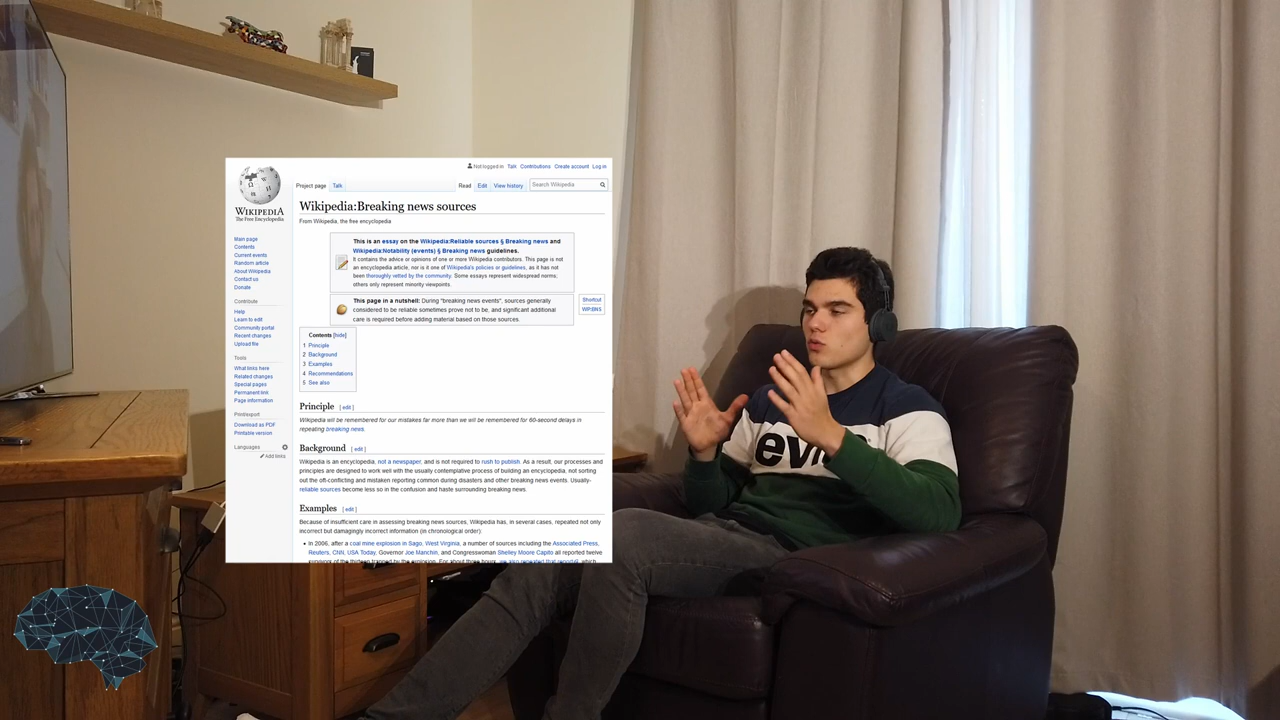 Not logged in Talk Contributions Create account Log in
Project page Talk Read Edit View history Search Wikipedia
WIKIPEDIA
The Free Encyclopedia
Main page
Contents
Current events
Random article
About Wikipedia
Contact us
Donate
Contribute
Help
Learn to edit
Community portal
Recent changes
Upload file
Tools
What links here
Related changes
Special pages
Permanent link
Page information
Print/export
Download as PDF
Printable version
Languages
Add links
Wikipedia:Breaking news sources
From Wikipedia, the free encyclopedia
This is an essay on the Wikipedia:Reliable sources § Breaking news and
Wikipedia:Notability (events) § Breaking news guidelines.
It contains the advice or opinions of one or more Wikipedia contributors. This page is not
an encyclopedia article, nor is it one of Wikipedia's policies or guidelines, as it has not
been thoroughly vetted by the community. Some essays represent widespread norms;
others only represent minority viewpoints.
This page in a nutshell: During "breaking news events", sources generally
considered to be reliable sometimes prove not to be, and significant additional
care is required before adding material based on those sources.
Shortcut
WP:BNS
Contents [hide]
1 Principle
2 Background
3 Examples
4 Recommendations
5 See also
Principle [ edit ]
Wikipedia will be remembered for our mistakes far more than we will be remembered for 60-second delays in
repeating breaking news.
Background [ edit ]
Wikipedia is an encyclopedia, not a newspaper, and is not required to rush to publish. As a result, our processes and
principles are designed to work well with the usually contemplative process of building an encyclopedia, not sorting
out the oft-conflicting and mistaken reporting common during disasters and other breaking news events. Usually-
reliable sources become less so in the confusion and haste surrounding breaking news.
Examples [ edit ]
Because of insufficient care in assessing breaking news sources, Wikipedia has, in several cases, repeated not only
incorrect but damagingly incorrect information (in chronological order)
• In 2006, after a coal mine explosion in Sago, West Virginia, a number of sources including the Associated Press,
Reuters, CNN, USA Today, Governor Joe Manchin, and Congresswoman Shelley Moore Capito all reported twelve